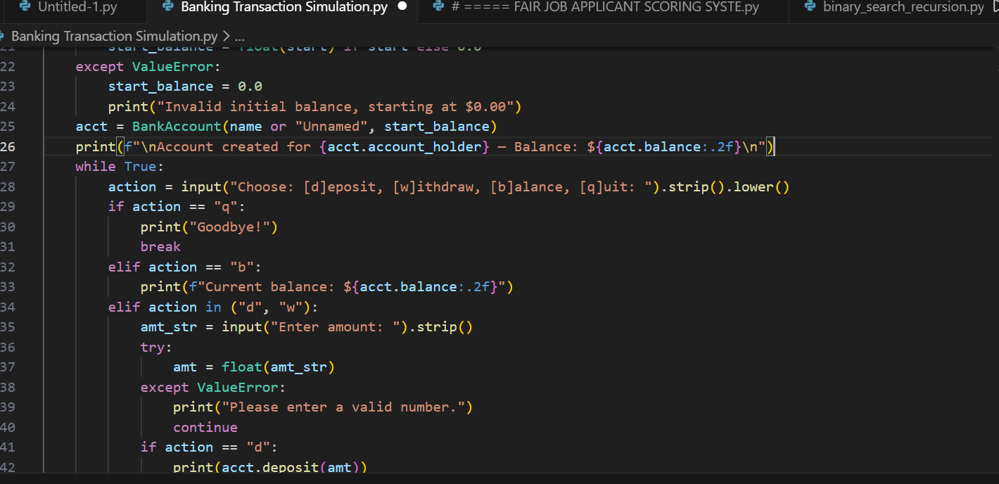 Untitled-1.py Banking Transaction Simulation.py # ===== FAIR JOB APPLICANT SCORING SYSTE.py binary_search_recursion.py
Banking Transaction Simulation.py > ...
21 start_balance = float(start) if start else 0.0
22 except ValueError:
23 start_balance = 0.0
24 print("Invalid initial balance, starting at $0.00")
25 acct = BankAccount(name or "Unnamed", start_balance)
26 print(f"\nAccount created for {acct.account_holder} — Balance: ${acct.balance:.2f}\n")
27 while True:
28 action = input("Choose: [d]eposit, [w]ithdraw, [b]alance, [q]uit: ").strip().lower()
29 if action == "q":
30 print("Goodbye!")
31 break
32 elif action == "b":
33 print(f"Current balance: ${acct.balance:.2f}")
34 elif action in ("d", "w"):
35 amt_str = input("Enter amount: ").strip()
36 try:
37 amt = float(amt_str)
38 except ValueError:
39 print("Please enter a valid number.")
40 continue
41 if action == "d":
42 print(acct.deposit(amt))